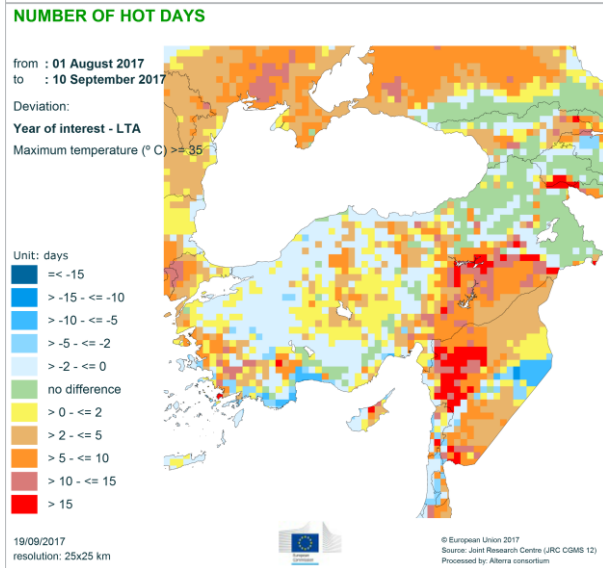 NUMBER OF HOT DAYS
from : 01 August 2017
to : 10 September 2017
Deviation:
Year of interest - LTA
Maximum temperature (º C) >= 35
Unit: days
=< -15
> -15 - <= -10
> -10 - <= -5
> -5 - <= -2
> -2 - <= 0
no difference
> 0 - <= 2
> 2 - <= 5
> 5 - <= 10
> 10 - <= 15
> 15
19/09/2017
resolution: 25x25 km
European
Commission
© European Union 2017
Source: Joint Research Centre (JRC CGMS 12)
Processed by: Alterra consortium